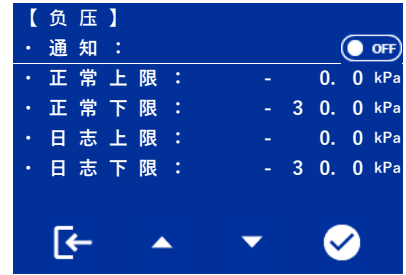 【负压】
・通知： OFF
・正常上限： - 0.0 kPa
・正常下限： - 30.0 kPa
・日志上限： - 0.0 kPa
・日志下限： - 30.0 kPa